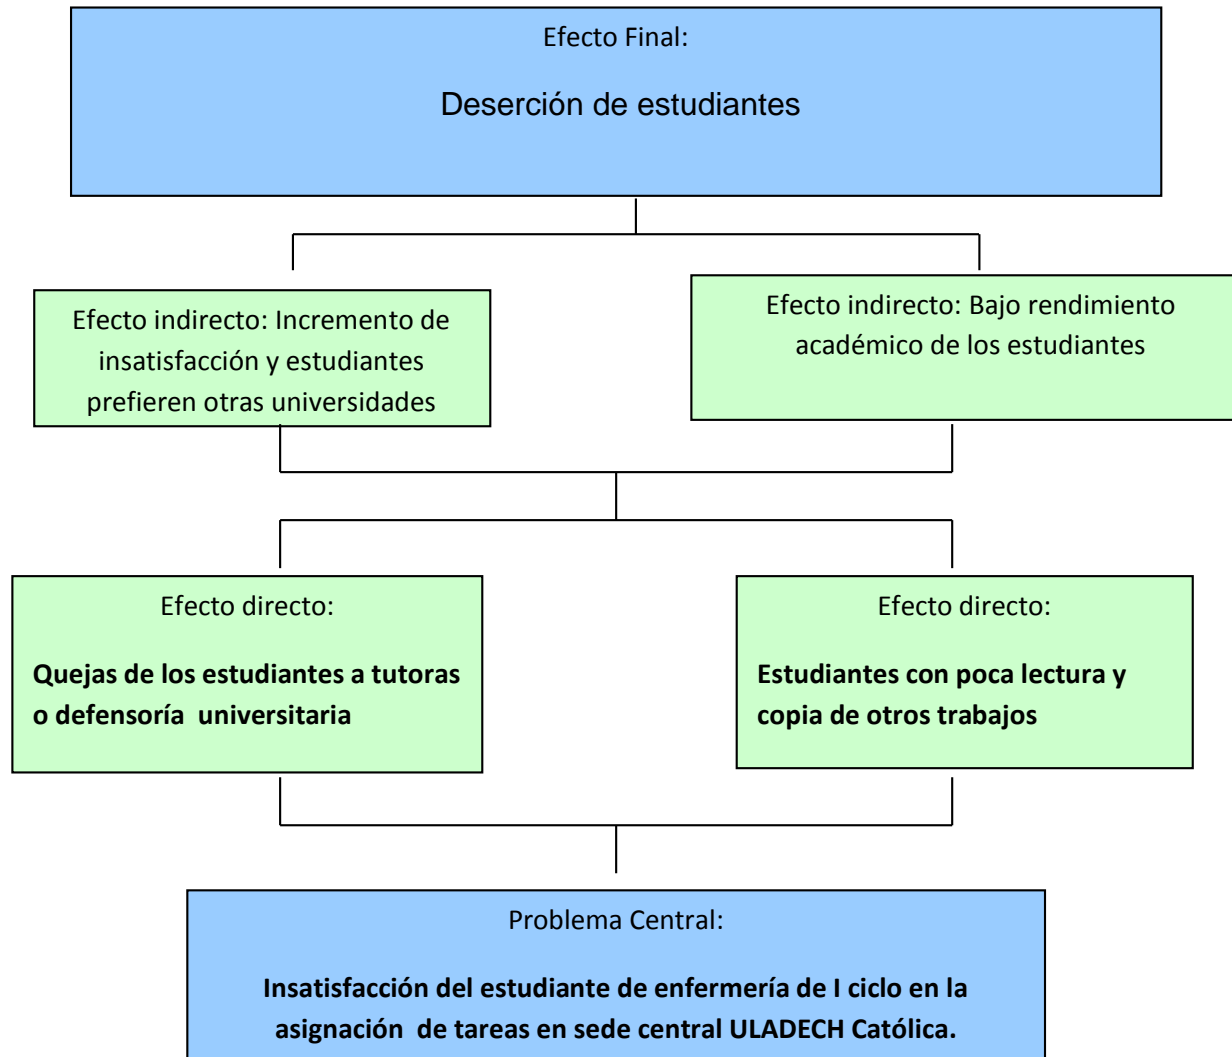 Efecto Final:
Deserción de estudiantes
Efecto indirecto: Incremento de
insatisfacción y estudiantes
prefieren otras universidades
Efecto indirecto: Bajo rendimiento
académico de los estudiantes
Efecto directo:
Quejas de los estudiantes a tutoras
o defensoría  universitaria
Efecto directo:
Estudiantes con poca lectura y
copia de otros trabajos
Problema Central:
Insatisfacción del estudiante de enfermería de I ciclo en la
asignación  de tareas en sede central ULADECH Católica.